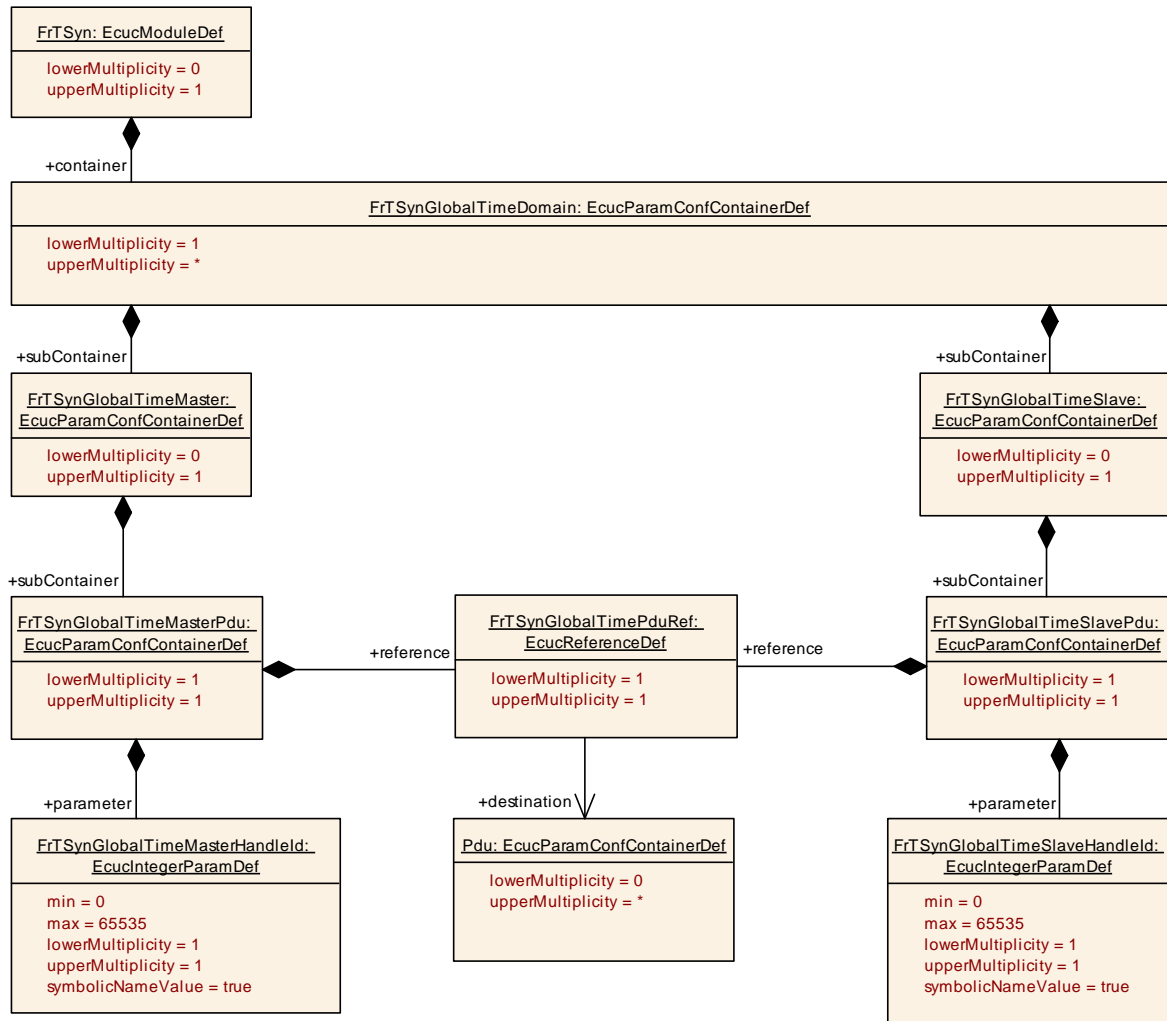 FrTSyn: EcucModuleDef
lowerMultiplicity = 0
upperMultiplicity = 1
+container
FrTSynGlobalTimeDomain: EcucParamConfContainerDef
lowerMultiplicity = 1
upperMultiplicity = *
+subContainer
+subContainer
FrTSynGlobalTimeMaster:
EcucParamConfContainerDef
lowerMultiplicity = 0
upperMultiplicity = 1
FrTSynGlobalTimeSlave:
EcucParamConfContainerDef
lowerMultiplicity = 0
upperMultiplicity = 1
+subContainer
+subContainer
FrTSynGlobalTimeMasterPdu:
EcucParamConfContainerDef
lowerMultiplicity = 1
upperMultiplicity = 1
+reference
FrTSynGlobalTimePduRef:
EcucReferenceDef
lowerMultiplicity = 1
upperMultiplicity = 1
+reference
FrTSynGlobalTimeSlavePdu:
EcucParamConfContainerDef
lowerMultiplicity = 1
upperMultiplicity = 1
+parameter
+destination
+parameter
FrTSynGlobalTimeMasterHandleId:
EcucIntegerParamDef
min = 0
max = 65535
lowerMultiplicity = 1
upperMultiplicity = 1
symbolicNameValue = true
Pdu: EcucParamConfContainerDef
lowerMultiplicity = 0
upperMultiplicity = *
FrTSynGlobalTimeSlaveHandleId:
EcucIntegerParamDef
min = 0
max = 65535
lowerMultiplicity = 1
upperMultiplicity = 1
symbolicNameValue = true